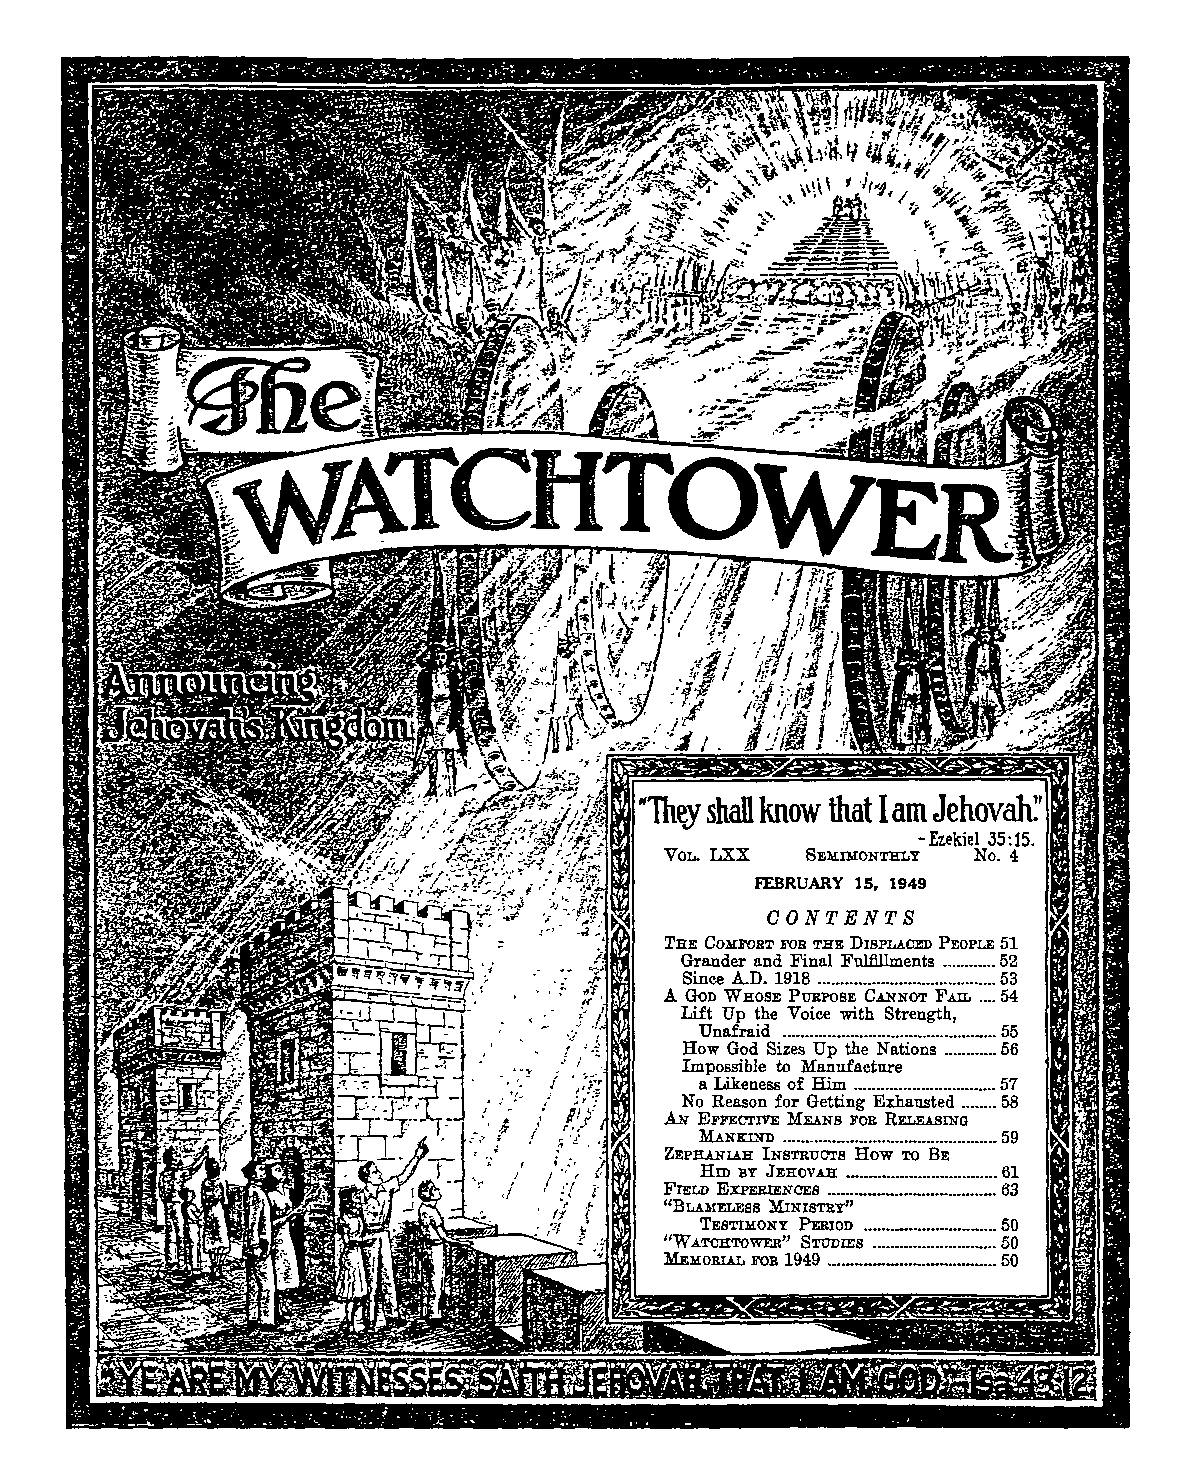 The
WATCHTOWER
Announcing
Jehovah's Kingdom
"They shall know that I am Jehovah."
- Ezekiel 35:15.
VOL. LXX SEMIMONTHLY No. 4
FEBRUARY 15, 1949
CONTENTS
THE COMFORT FOR THE DISPLACED PEOPLE 51
Grander and Final Fulfillments ............ 52
Since A.D. 1918 ........................................ 53
A GOD WHOSE PURPOSE CANNOT FAIL .... 54
Lift Up the Voice with Strength,
Unafraid ................................................ 55
How God Sizes Up the Nations ............ 56
Impossible to Manufacture
a Likeness of Him ................................ 57
No Reason for Getting Exhausted ........ 58
AN EFFECTIVE MEANS FOR RELEASING
MANKIND ................................................ 59
ZEPHANIAH INSTRUCTS HOW TO BE
HID BY JEHOVAH .................................. 61
FIELD EXPERIENCES ...................................... 63
"BLAMELESS MINISTRY"
TESTIMONY PERIOD .............................. 50
"WATCHTOWER" STUDIES ............................ 50
MEMORIAL FOR 1949 ...................................... 50
"YE ARE MY WITNESSES, SAITH JEHOVAH, THAT I AM GOD."-Isa.43:12